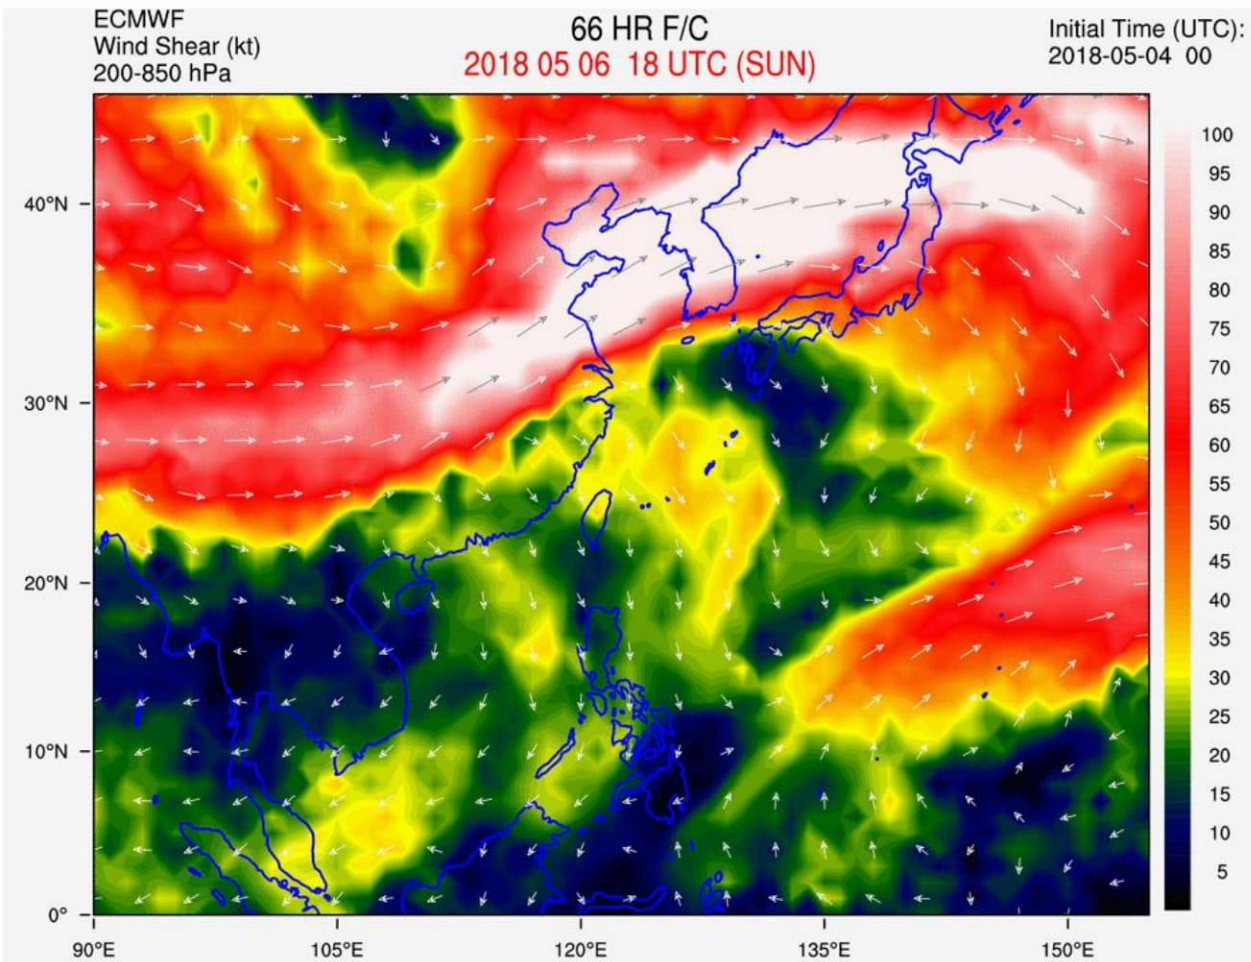 ECMWF
Wind Shear (kt)
200-850 hPa
66 HR F/C
2018 05 06 18 UTC (SUN)
Initial Time (UTC):
2018-05-04 00
40°N
30°N
20°N
10°N
0°
90°E
105°E
120°E
135°E
150°E
100
95
90
85
80
75
70
65
60
55
50
45
40
35
30
25
20
15
10
5